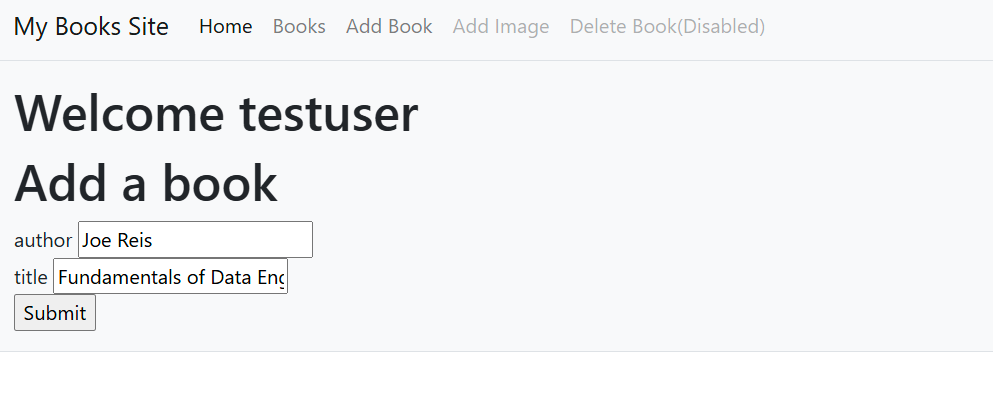 My Books Site Home Books Add Book Add Image Delete Book(Disabled)
Welcome testuser
Add a book
author Joe Reis
title Fundamentals of Data Eng
Submit